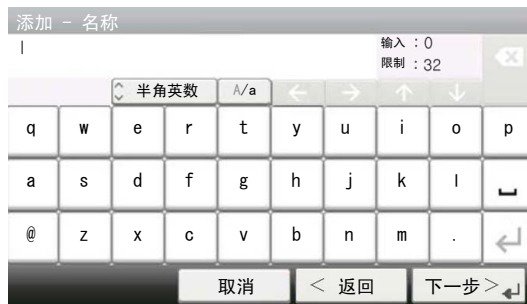 添加 - 名称
输入 : 0
限制 : 32
半角英数 A/a
q w e r t y u i o p
a s d f g h j k l
@ z x c v b n m .
取消 < 返回 下一步 >